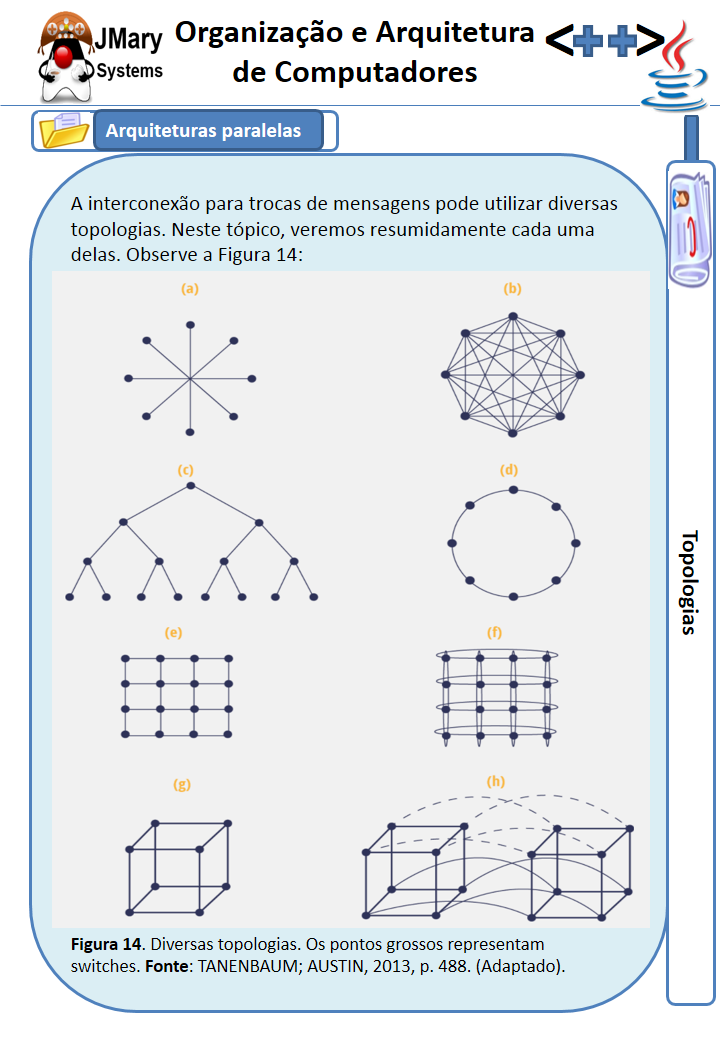 JMary
Systems
Organização e Arquitetura
de Computadores
<++>
Arquiteturas paralelas
A interconexão para trocas de mensagens pode utilizar diversas
topologias. Neste tópico, veremos resumidamente cada uma
delas. Observe a Figura 14:
(a)
(b)
(c)
(d)
(e)
(f)
(g)
(h)
Figura 14. Diversas topologias. Os pontos grossos representam
switches. Fonte: TANENBAUM; AUSTIN, 2013, p. 488. (Adaptado).
Topologias